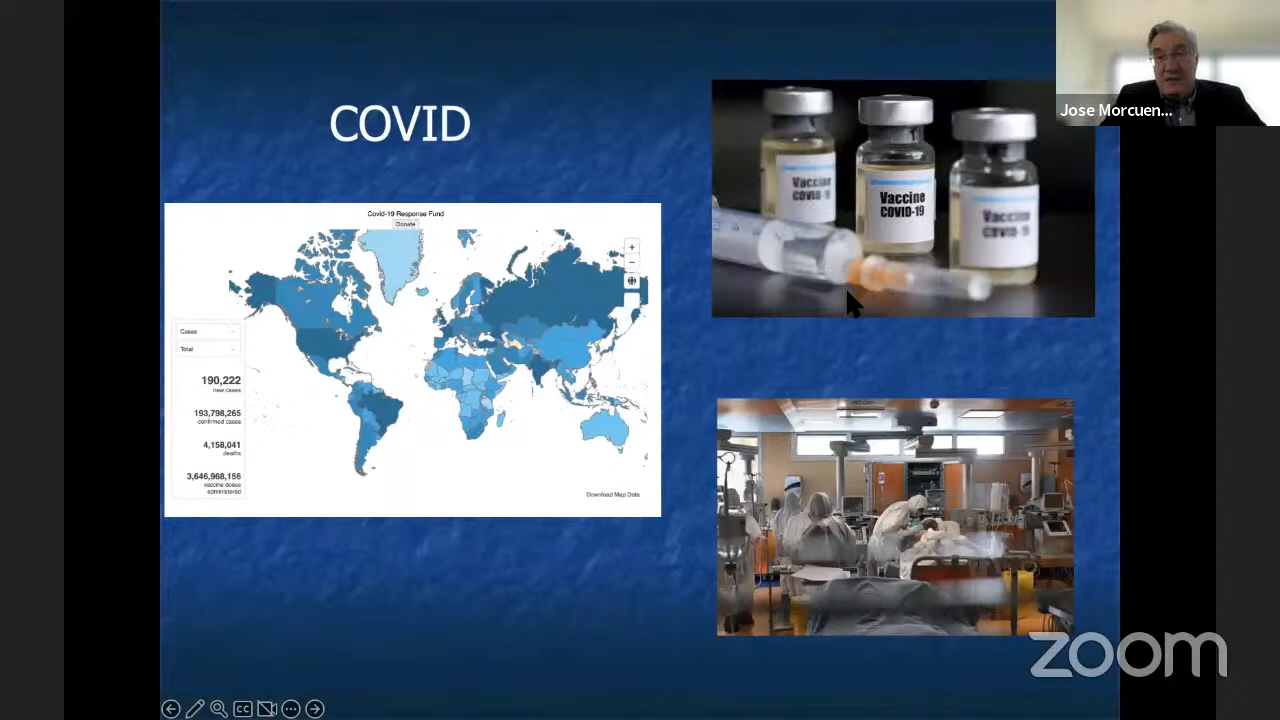 COVID
Covid-19 Response Fund
Donate
+
−
Cases
Total
190,222
new cases
193,798,265
confirmed cases
4,158,041
deaths
3,646,968,156
vaccine doses
administered
Download Map Data
Vaccine
COVID-19
Vaccine
COVID-19
Vaccine
COVID-19
Jose Morcuen...
CC
zoom